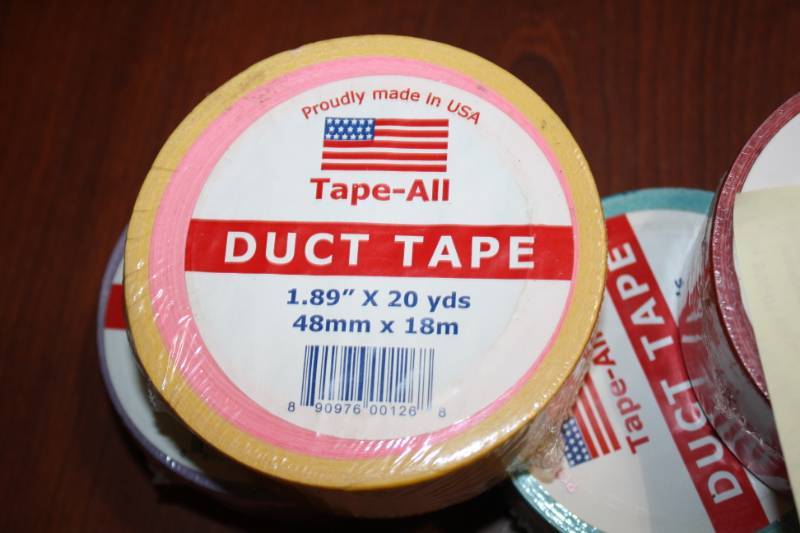 Proudly made in USA
Tape-All
DUCT TAPE
1.89" X 20 yds
48mm x 18m
8 90976 00126 8
Tape-All
DUCT TAPE